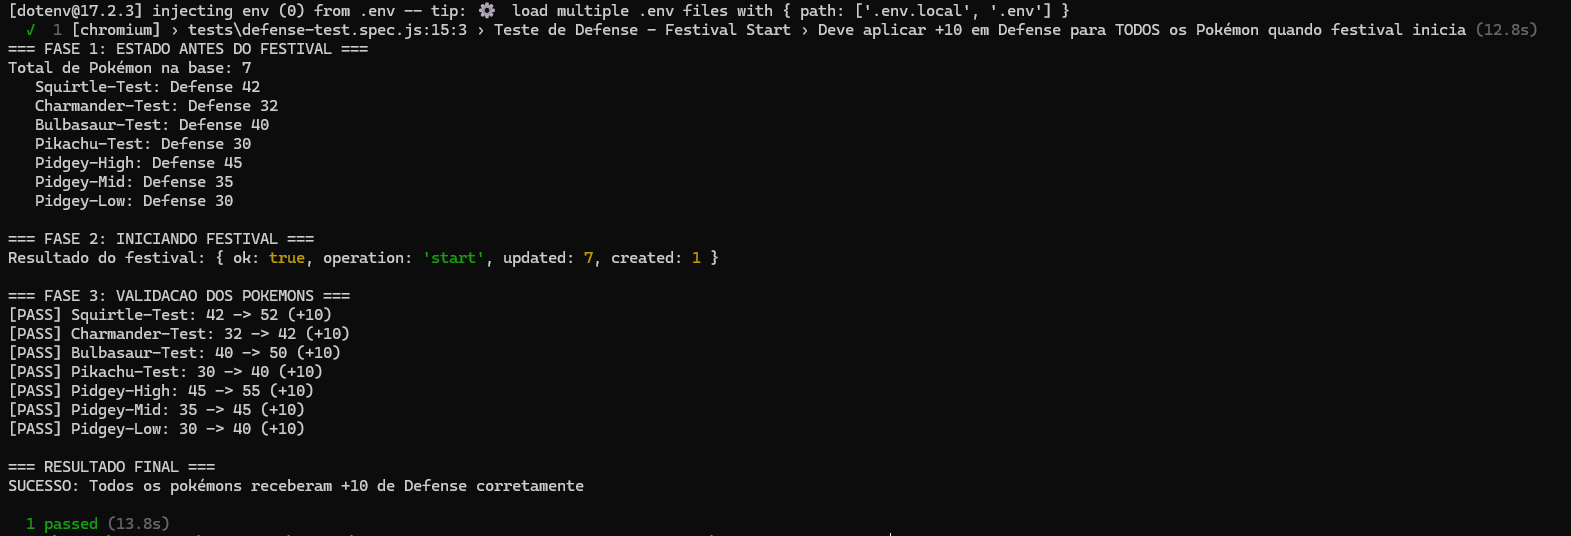 [dotenv@17.2.3] injecting env (0) from .env -- tip: ⚙️ load multiple .env files with { path: ['.env.local', '.env'] }
✓ 1 [chromium] › tests\defense-test.spec.js:15:3 › Teste de Defense - Festival Start › Deve aplicar +10 em Defense para TODOS os Pokémon quando festival inicia (12.8s)
=== FASE 1: ESTADO ANTES DO FESTIVAL ===
Total de Pokémon na base: 7
Squirtle-Test: Defense 42
Charmander-Test: Defense 32
Bulbasaur-Test: Defense 40
Pikachu-Test: Defense 30
Pidgey-High: Defense 45
Pidgey-Mid: Defense 35
Pidgey-Low: Defense 30
=== FASE 2: INICIANDO FESTIVAL ===
Resultado do festival: { ok: true, operation: 'start', updated: 7, created: 1 }
=== FASE 3: VALIDACAO DOS POKEMONS ===
[PASS] Squirtle-Test: 42 -> 52 (+10)
[PASS] Charmander-Test: 32 -> 42 (+10)
[PASS] Bulbasaur-Test: 40 -> 50 (+10)
[PASS] Pikachu-Test: 30 -> 40 (+10)
[PASS] Pidgey-High: 45 -> 55 (+10)
[PASS] Pidgey-Mid: 35 -> 45 (+10)
[PASS] Pidgey-Low: 30 -> 40 (+10)
=== RESULTADO FINAL ===
SUCESSO: Todos os pokémons receberam +10 de Defense corretamente
1 passed (13.8s)